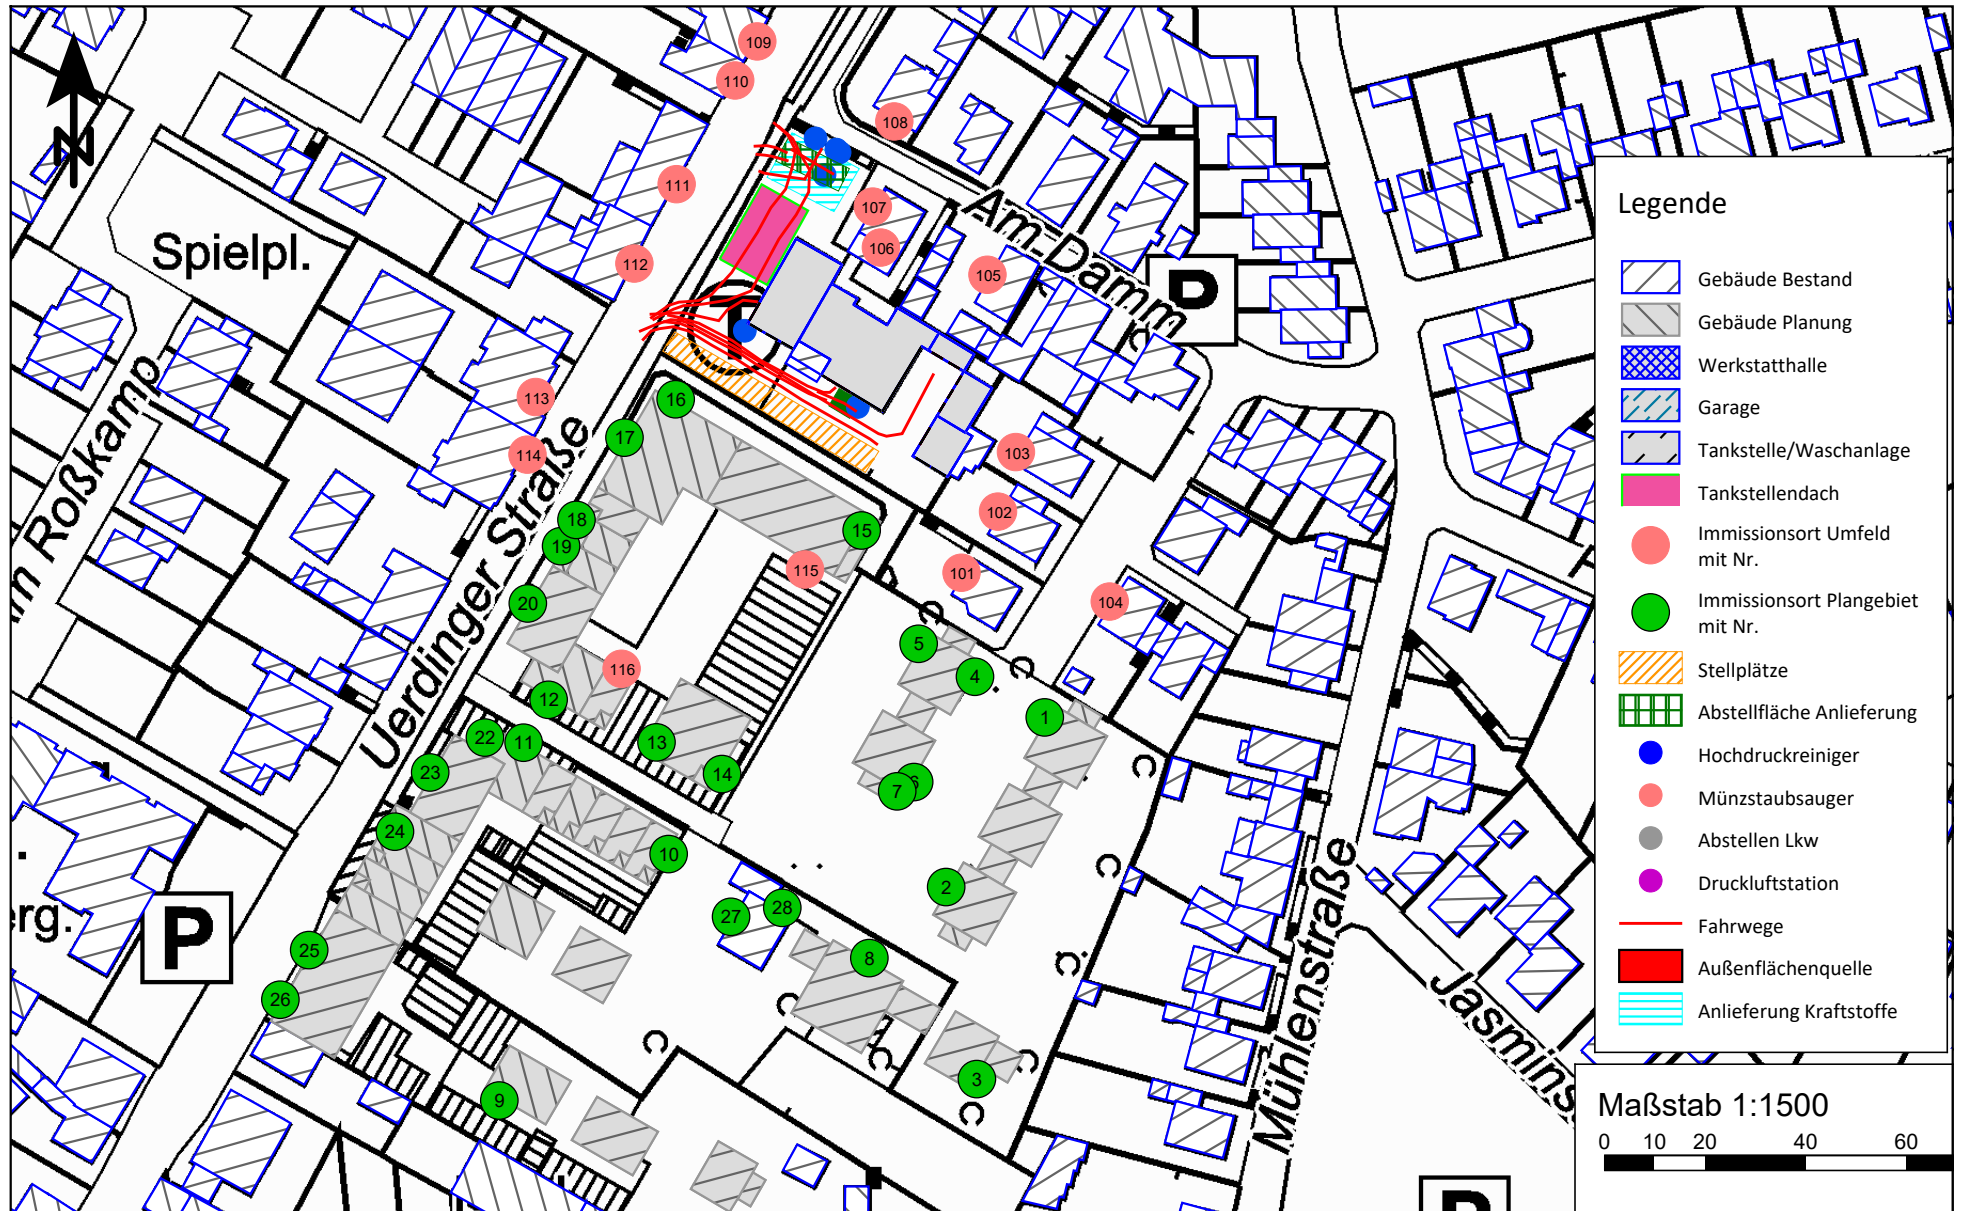 109
110
108
111
107
106
112
105
Spielpl.
Am-Damm
P
N
T
113
114
16
17
103
102
18
19
15
115
101
104
20
116
5
4
1
12
13
14
22
11
23
7
6
24
10
2
27
28
8
25
26
3
9
Uerdinger Straße
m Roßkamp
Mühlenstraße
Jasmins
erg.
P
P
Legende
Gebäude Bestand
Gebäude Planung
Werkstatthalle
Garage
Tankstelle/Waschanlage
Tankstellendach
Immissionsort Umfeld
mit Nr.
Immissionsort Plangebiet
mit Nr.
Stellplätze
Abstellfläche Anlieferung
Hochdruckreiniger
Münzstaubsauger
Abstellen Lkw
Druckluftstation
Fahrwege
Außenflächenquelle
Anlieferung Kraftstoffe
Maßstab 1:1500
0 10 20 40 60